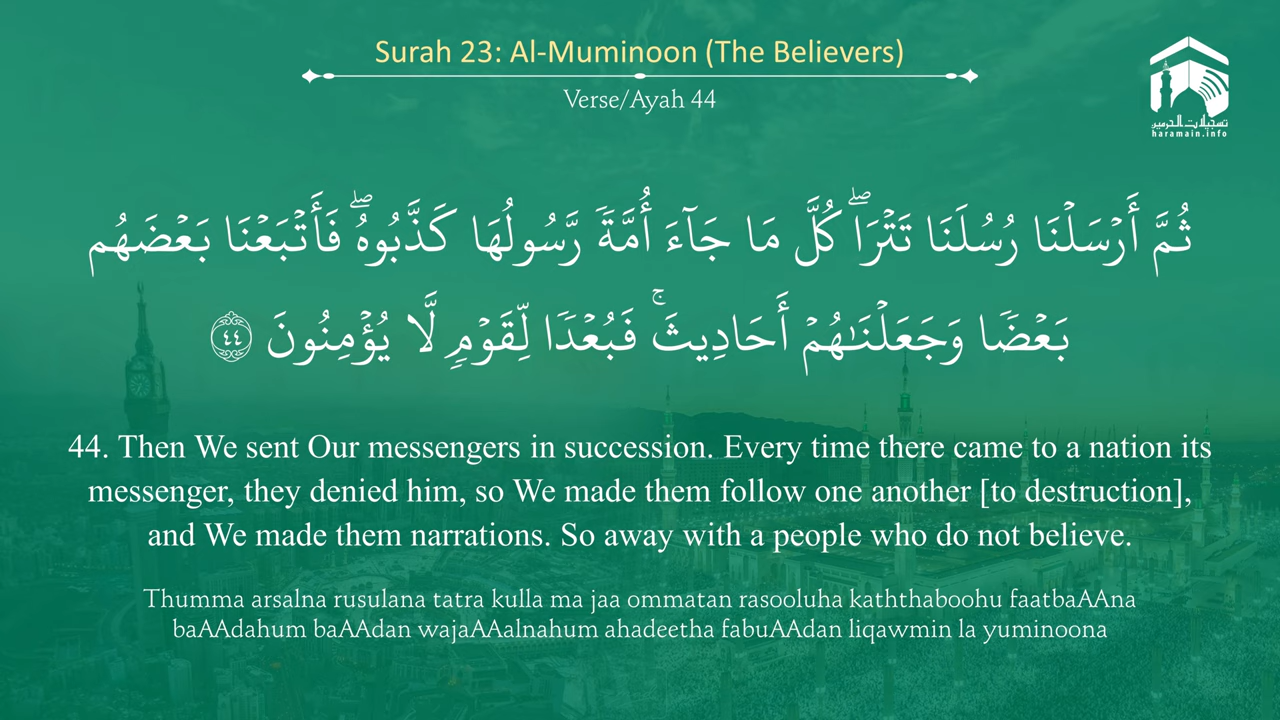 Surah 23: Al-Muminoon (The Believers)
Verse/Ayah 44
تسجيلات الحرمين
haramain.info
ثُمَّ أَرۡسَلۡنَا رُسُلَنَا تَتۡرَاۖ كُلَّ مَا جَآءَ أُمَّةٗ رَّسُولُهَا كَذَّبُوهُۖ فَأَتۡبَعۡنَا بَعۡضَهُم
بَعۡضٗا وَجَعَلۡنَٰهُمۡ أَحَادِيثَۚ فَبُعۡدٗا لِّقَوۡمٖ لَّا يُؤۡمِنُونَ ٤٤
44. Then We sent Our messengers in succession. Every time there came to a nation its
messenger, they denied him, so We made them follow one another [to destruction],
and We made them narrations. So away with a people who do not believe.
Thumma arsalna rusulana tatra kulla ma jaa ommatan rasooluha kaththaboohu faatbaAAna
baAAdahum baAAdan wajaAAalnahum ahadeetha fabuAAdan liqawmin la yuminoona